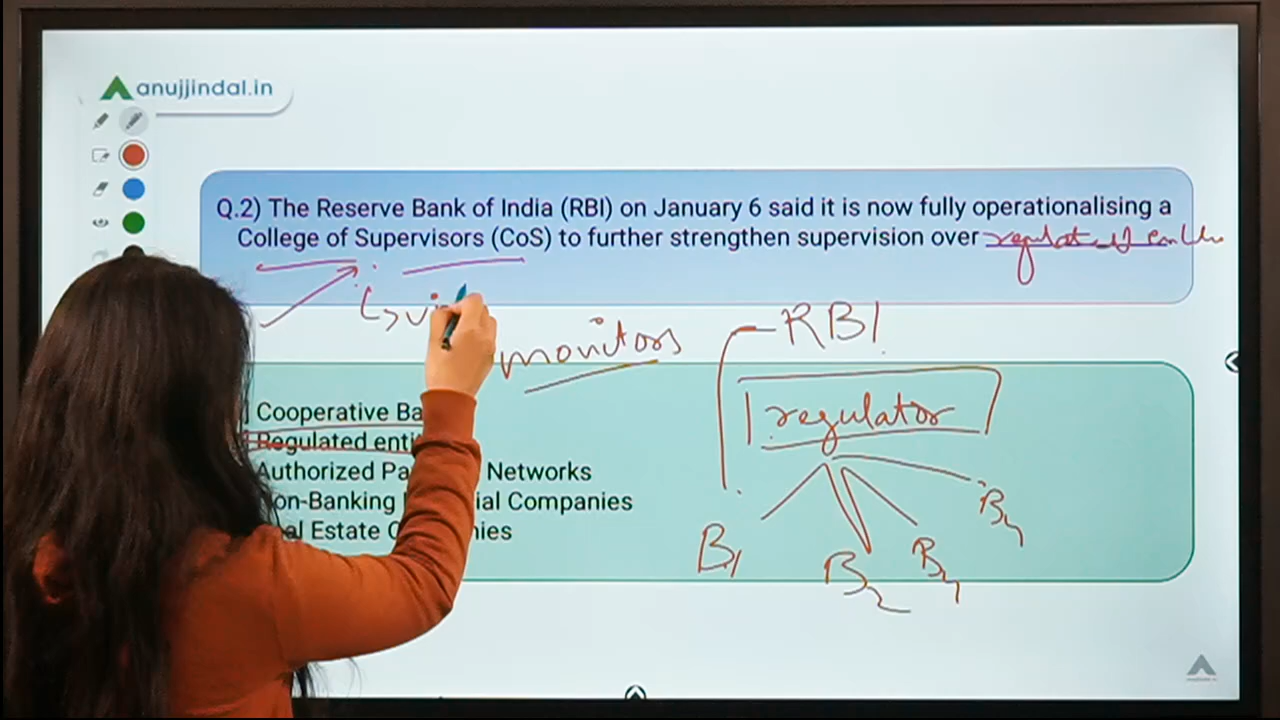 anujjindal.in
Q.2) The Reserve Bank of India (RBI) on January 6 said it is now fully operationalising a
College of Supervisors (CoS) to further strengthen supervision over
RBI
monitors
regulator
Cooperative Ba
Regulated enti
Authorized Pa Networks
on-Banking ial Companies
al Estate C nies
B1
B2
B4
B4